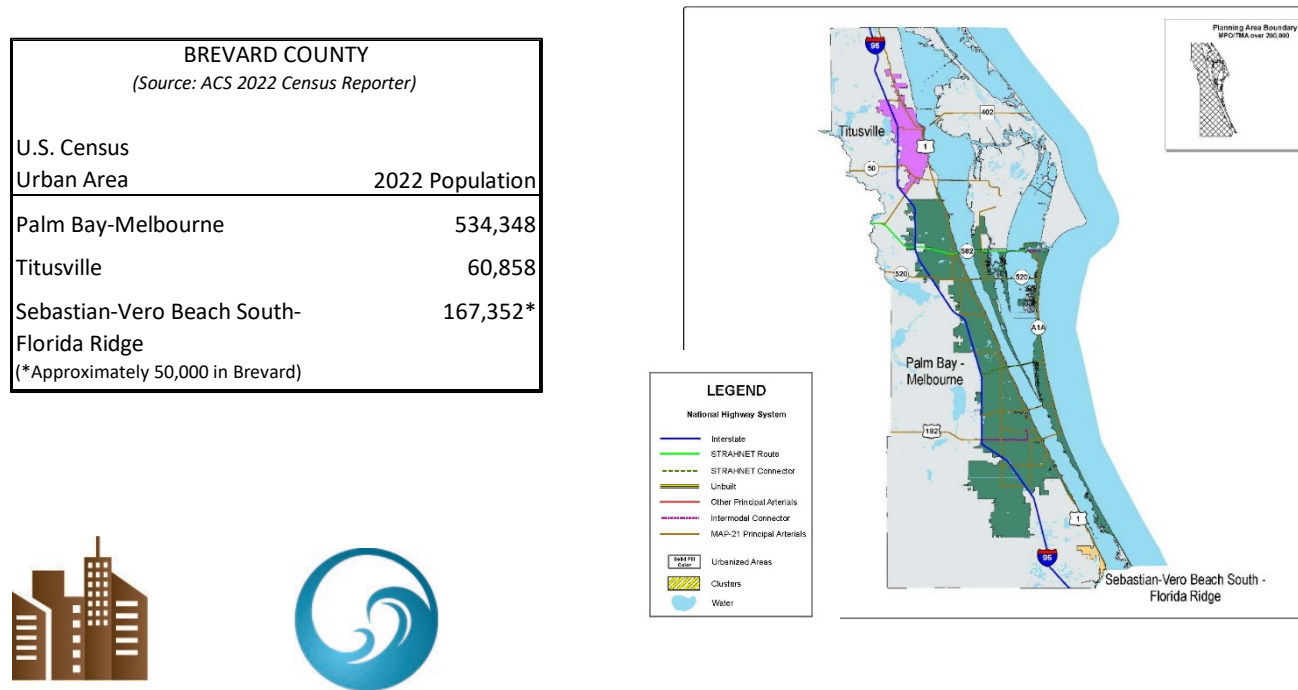 BREVARD COUNTY
(Source: ACS 2022 Census Reporter)
U.S. Census
Urban Area 2022 Population
Palm Bay-Melbourne 534,348
Titusville 60,858
Sebastian-Vero Beach South- 167,352*
Florida Ridge
(*Approximately 50,000 in Brevard)
Planning Area Boundary
MPO/TMA over 200,000
95
402
Titusville
1
50
582
520
520
A1A
Palm Bay -
Melbourne
192
1
95
Sebastian-Vero Beach South -
Florida Ridge
LEGEND
National Highway System
Interstate
STRAHNET Route
STRAHNET Connector
Unbuilt
Other Principal Arterials
Intermodal Connector
MAP-21 Principal Arterials
Solid Fill
Color
Urbanized Areas
Clusters
Water